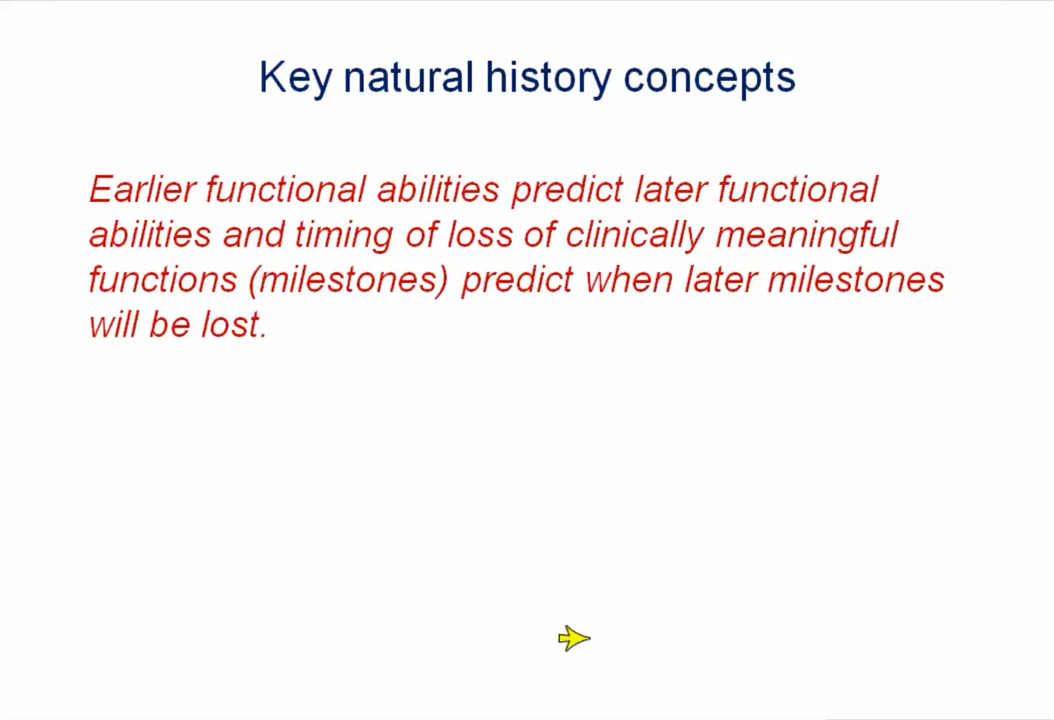 Key natural history concepts
Earlier functional abilities predict later functional
abilities and timing of loss of clinically meaningful
functions (milestones) predict when later milestones
will be lost.